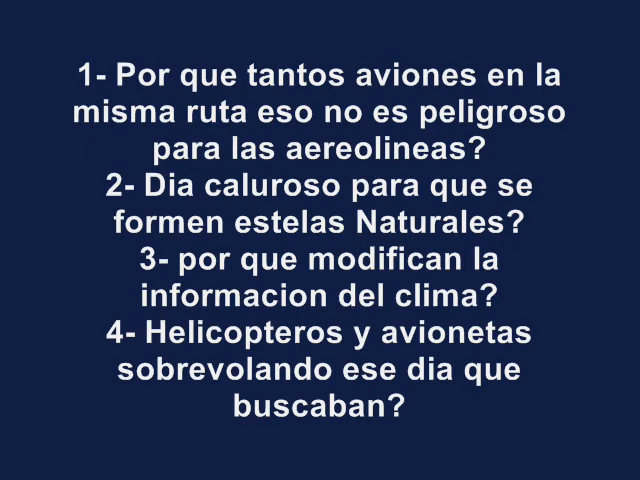 1- Por que tantos aviones en la
misma ruta eso no es peligroso
para las aereolineas?
2- Dia caluroso para que se
formen estelas Naturales?
3- por que modifican la
informacion del clima?
4- Helicopteros y avionetas
sobrevolando ese dia que
buscaban?